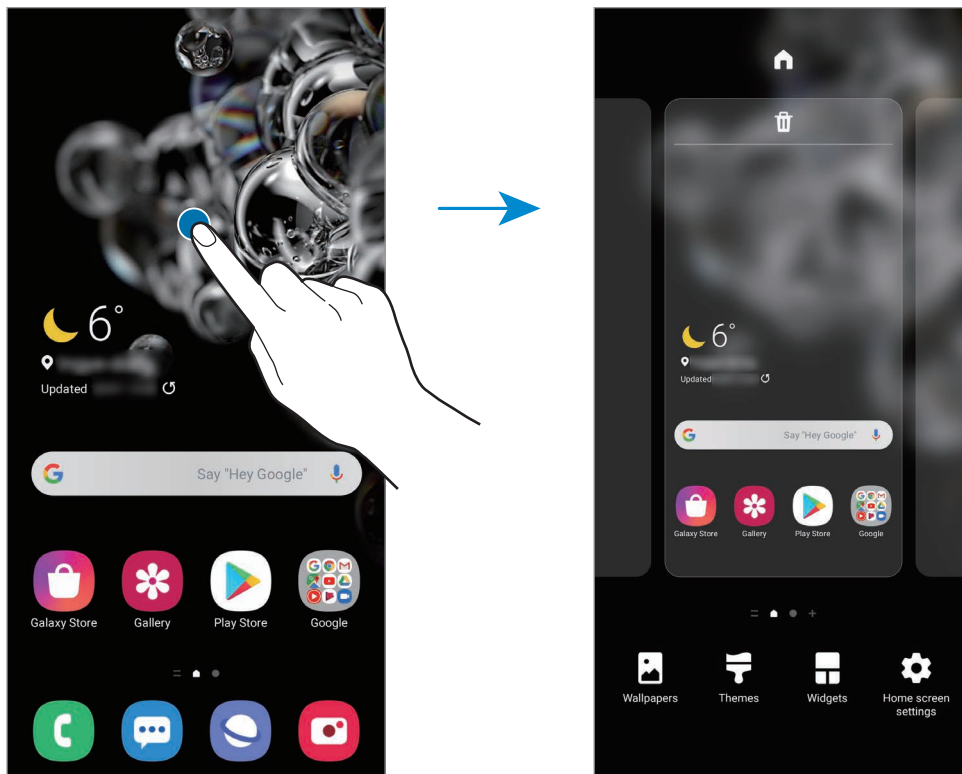 6°
Updated
Say "Hey Google"
Galaxy Store
Gallery
Play Store
Google
6°
Updated
Say "Hey Google"
Galaxy Store
Gallery
Play Store
Google
Wallpapers
Themes
Widgets
Home screen
settings